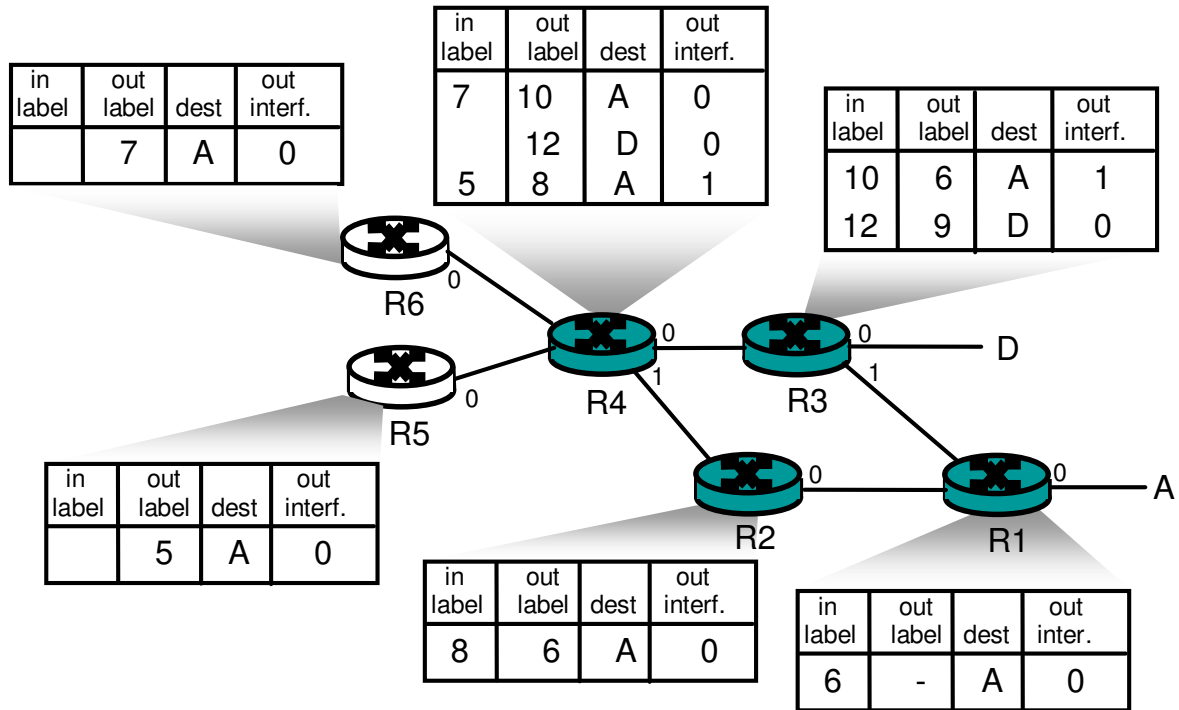 in label | out label | dest | out interf.
7 | 10 | A | 0
12 | D | 0
5 | 8 | A | 1
in label | out label | dest | out interf.
7 | A | 0
in label | out label | dest | out interf.
10 | 6 | A | 1
12 | 9 | D | 0
R6
0
R5
0
R4
0
1
R3
0
1
D
in label | out label | dest | out interf.
5 | A | 0
R2
0
R1
0
A
in label | out label | dest | out interf.
8 | 6 | A | 0
in label | out label | dest | out inter.
6 | - | A | 0